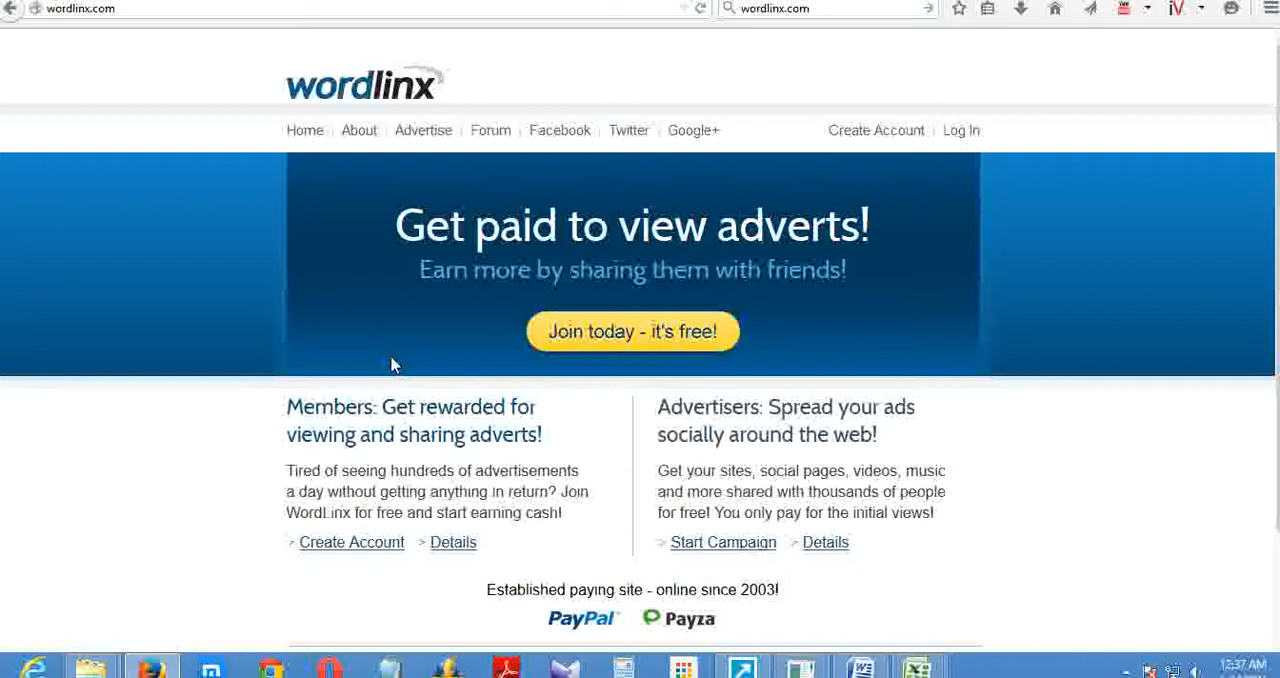 wordlinx.com
wordlinx.com
wordlinx
Home About Advertise Forum Facebook Twitter Google+ Create Account Log In
Get paid to view adverts!
Earn more by sharing them with friends!
Join today - it's free!
Members: Get rewarded for
viewing and sharing adverts!
Tired of seeing hundreds of advertisements
a day without getting anything in return? Join
WordLinx for free and start earning cash!
> Create Account > Details
Advertisers: Spread your ads
socially around the web!
Get your sites, social pages, videos, music
and more shared with thousands of people
for free! You only pay for the initial views!
> Start Campaign > Details
Established paying site - online since 2003!
PayPal Payza
12:37 AM